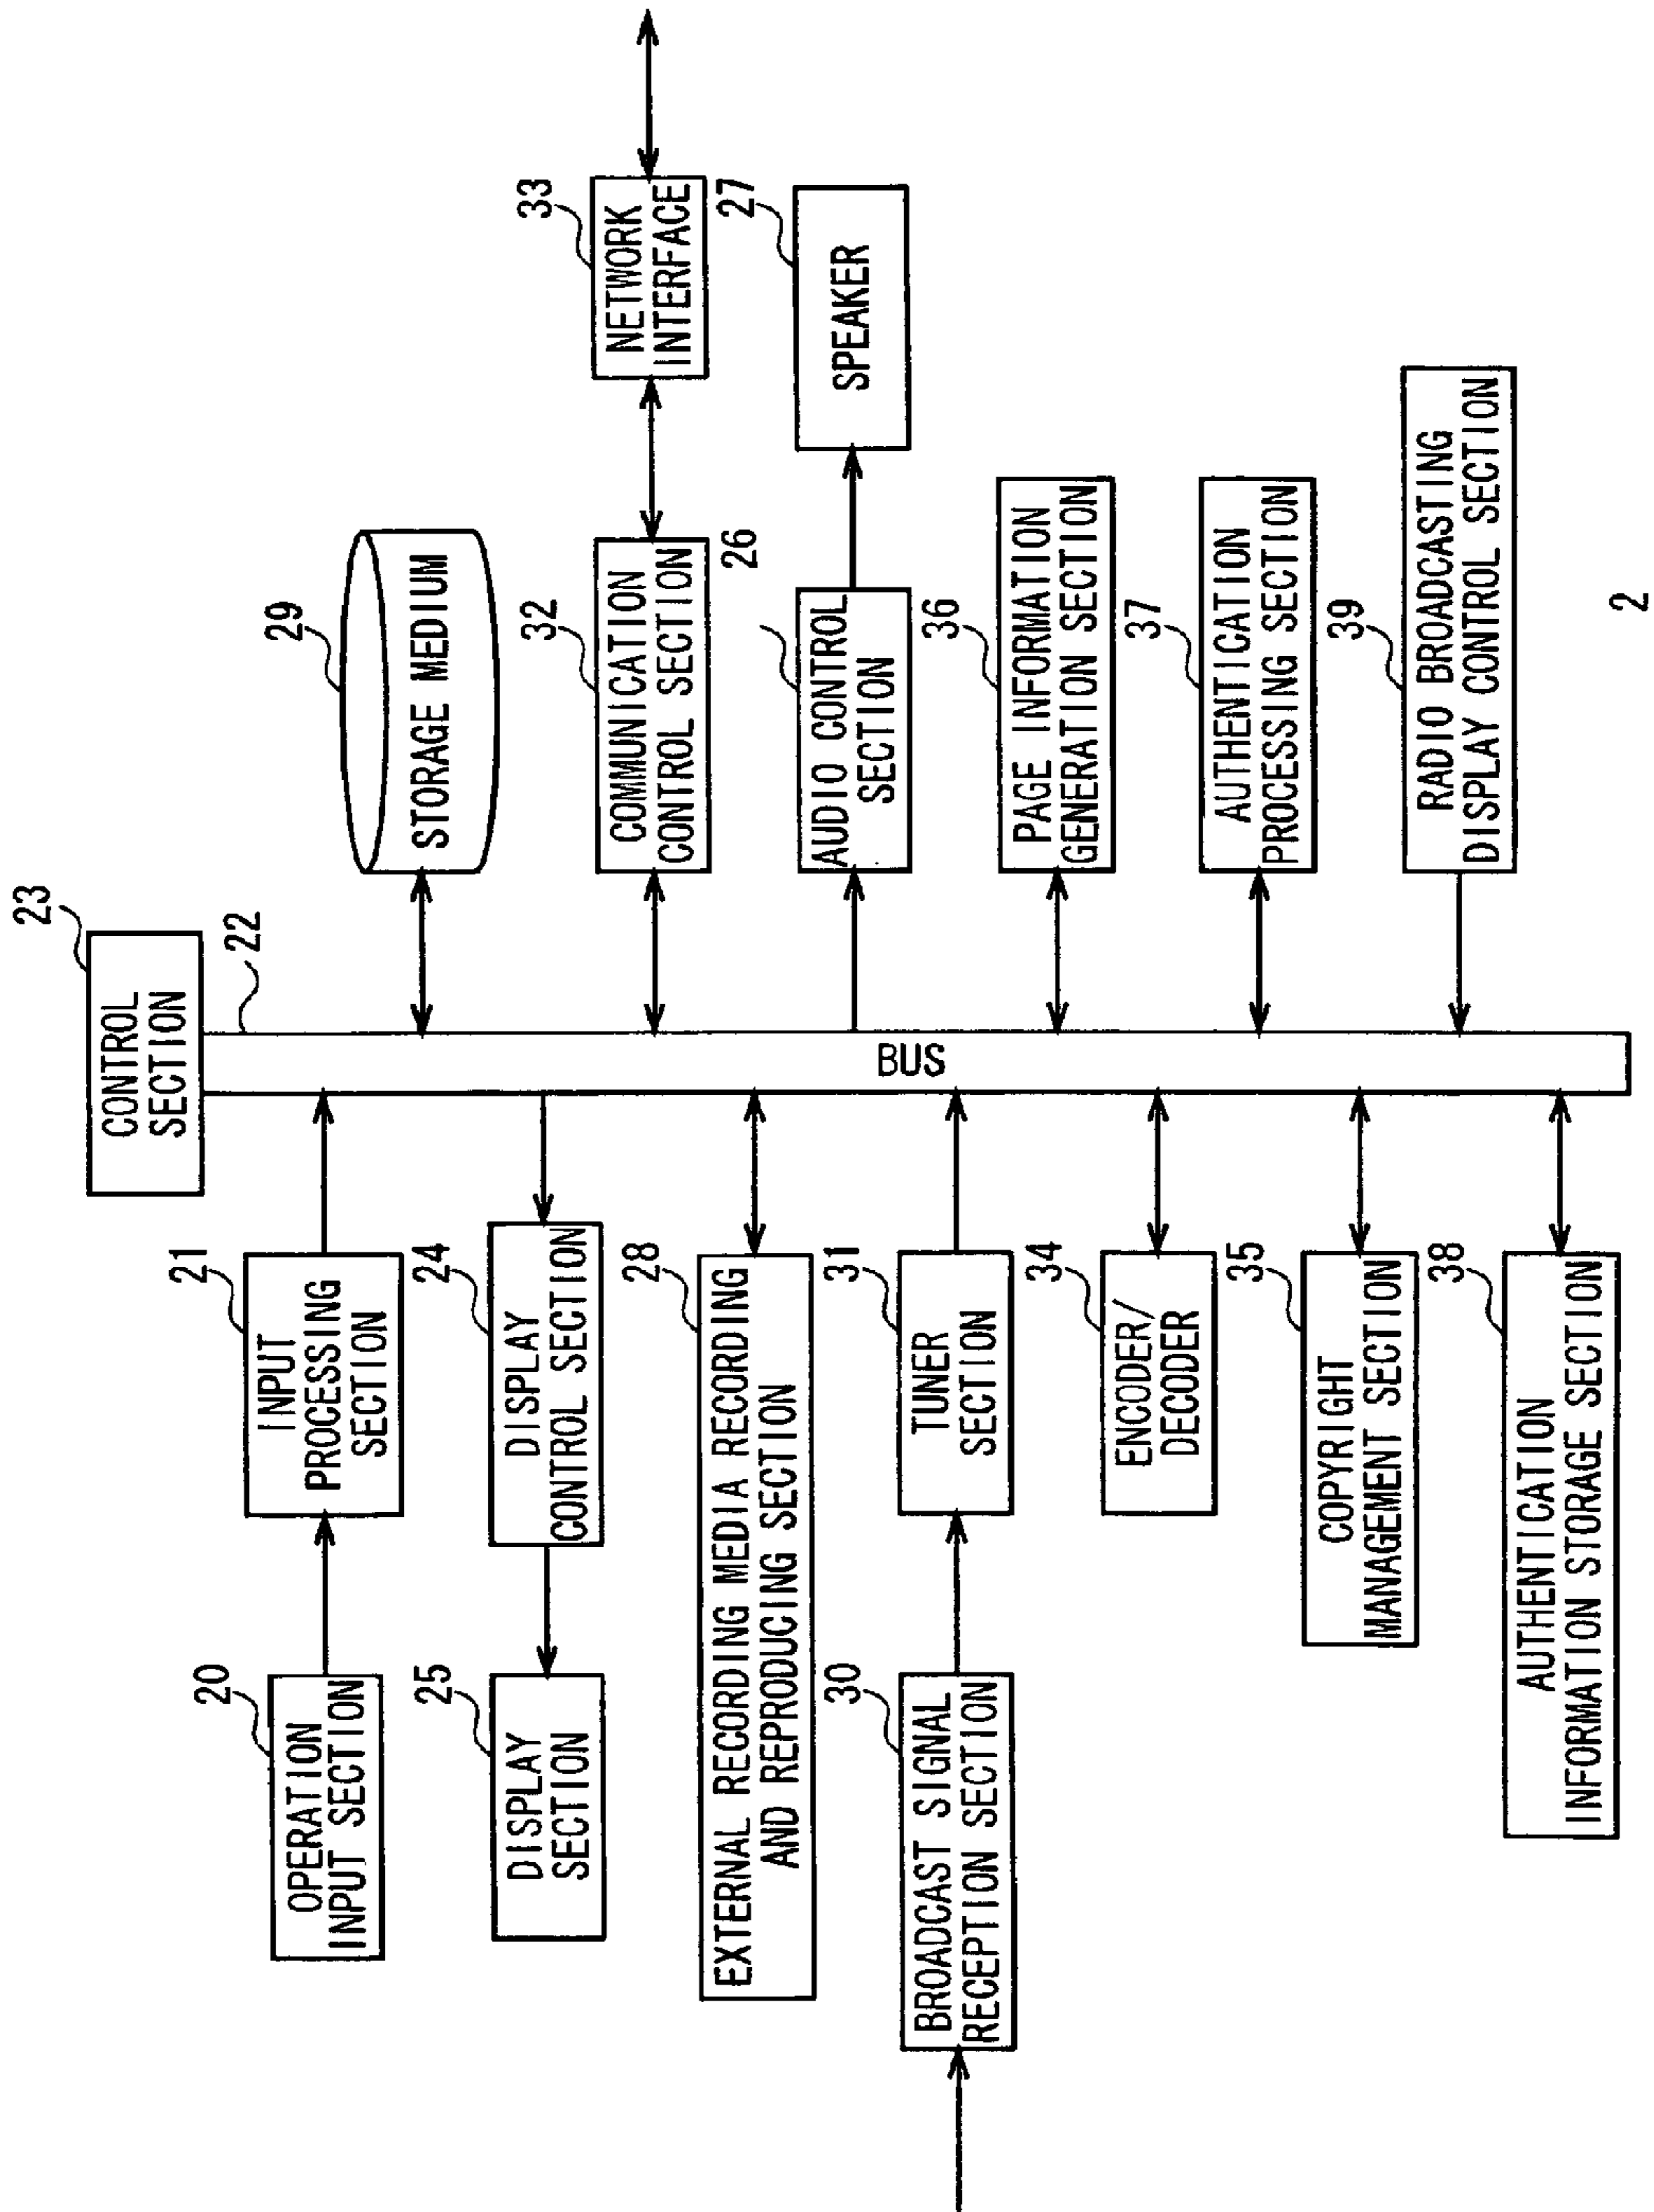 23
CONTROL
SECTION
22
BUS
20
OPERATION
INPUT SECTION
21
INPUT
PROCESSING
SECTION
25
DISPLAY
SECTION
24
DISPLAY
CONTROL SECTION
28
EXTERNAL RECORDING MEDIA RECORDING
AND REPRODUCING SECTION
30
BROADCAST SIGNAL
RECEPTION SECTION
31
TUNER
SECTION
34
ENCODER/
DECODER
35
COPYRIGHT
MANAGEMENT SECTION
38
AUTHENTICATION
INFORMATION STORAGE SECTION
29
STORAGE MEDIUM
32
COMMUNICATION
CONTROL SECTION
33
NETWORK
INTERFACE
26
AUDIO CONTROL
SECTION
27
SPEAKER
36
PAGE INFORMATION
GENERATION SECTION
37
AUTHENTICATION
PROCESSING SECTION
39
RADIO BROADCASTING
DISPLAY CONTROL SECTION
2